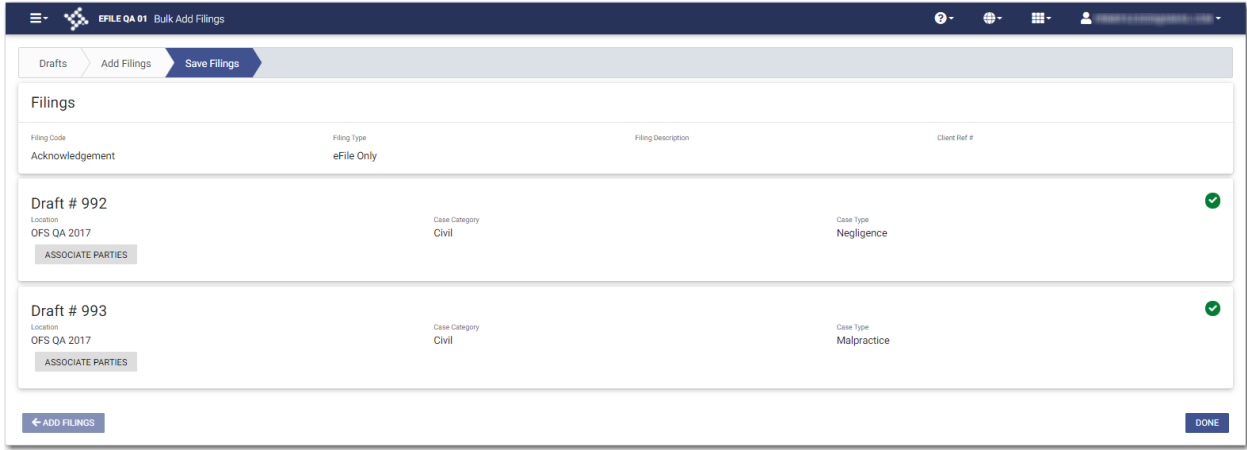 EFILE QA 01 Bulk Add Filings
Drafts Add Filings Save Filings
Filings
Filing Code Filing Type Filing Description Client Ref #
Acknowledgement eFile Only
Draft # 992
Location Case Category Case Type
OFS QA 2017 Civil Negligence
ASSOCIATE PARTIES
Draft # 993
Location Case Category Case Type
OFS QA 2017 Civil Malpractice
ASSOCIATE PARTIES
ADD FILINGS DONE